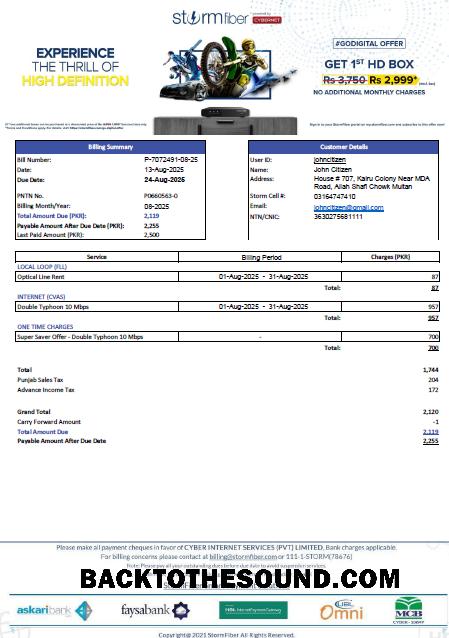 stormfiber powered by CYBERNET
EXPERIENCE
THE THRILL OF
HIGH DEFINITION
#GODIGITAL OFFER
GET 1ST HD BOX
Rs 3,750 Rs 2,999*
NO ADDITIONAL MONTHLY CHARGES
Billing Summary
Bill Number: P-7072491-08-25
Date: 13-Aug-2025
Due Date: 24-Aug-2025
PNTN No. P0660563-0
Billing Month/Year: 08-2025
Total Amount Due (PKR): 2,119
Payable Amount After Due Date (PKR): 2,255
Last Paid Amount (PKR): 2,500
Customer Details
User ID: johncitizen
Name: John Citizen
Address: House # 707, Kairu Colony Near MDA
Road, Allah Shafi Chowk Multan
Storm Cell#: 03164747410
Email: johncitizen@gmail.com
NTN/CNIC: 3630275681111
Service Billing Period Charges (PKR)
LOCAL LOOP (FLL)
Optical Line Rent 01-Aug-2025 - 31-Aug-2025 87
Total: 87
INTERNET (CVAS)
Double Typhoon 10 Mbps 01-Aug-2025 - 31-Aug-2025 957
Total: 957
ONE TIME CHARGES
Super Saver Offer - Double Typhoon 10 Mbps - 700
Total: 700
Total 1,744
Punjab Sales Tax 204
Advance Income Tax 172
Grand Total 2,120
Carry Forward Amount -1
Total Amount Due 2,119
Payable Amount After Due Date 2,255
Please make all payment cheques in favor of CYBER INTERNET SERVICES (PVT) LIMITED, Bank charges applicable.
For billing concerns please contact at billing@stormfiber.com or 111-1-STORM(78676)
Note: Please pay all your outstanding dues before due date to avoid suspension services.
BACKTOTHESOUND.COM
askaribank
faysabank
HBL InternetPaymentGateway
UBL Omni
MCB
Copyright© 2021 StormFiber All-Rights Reserved.